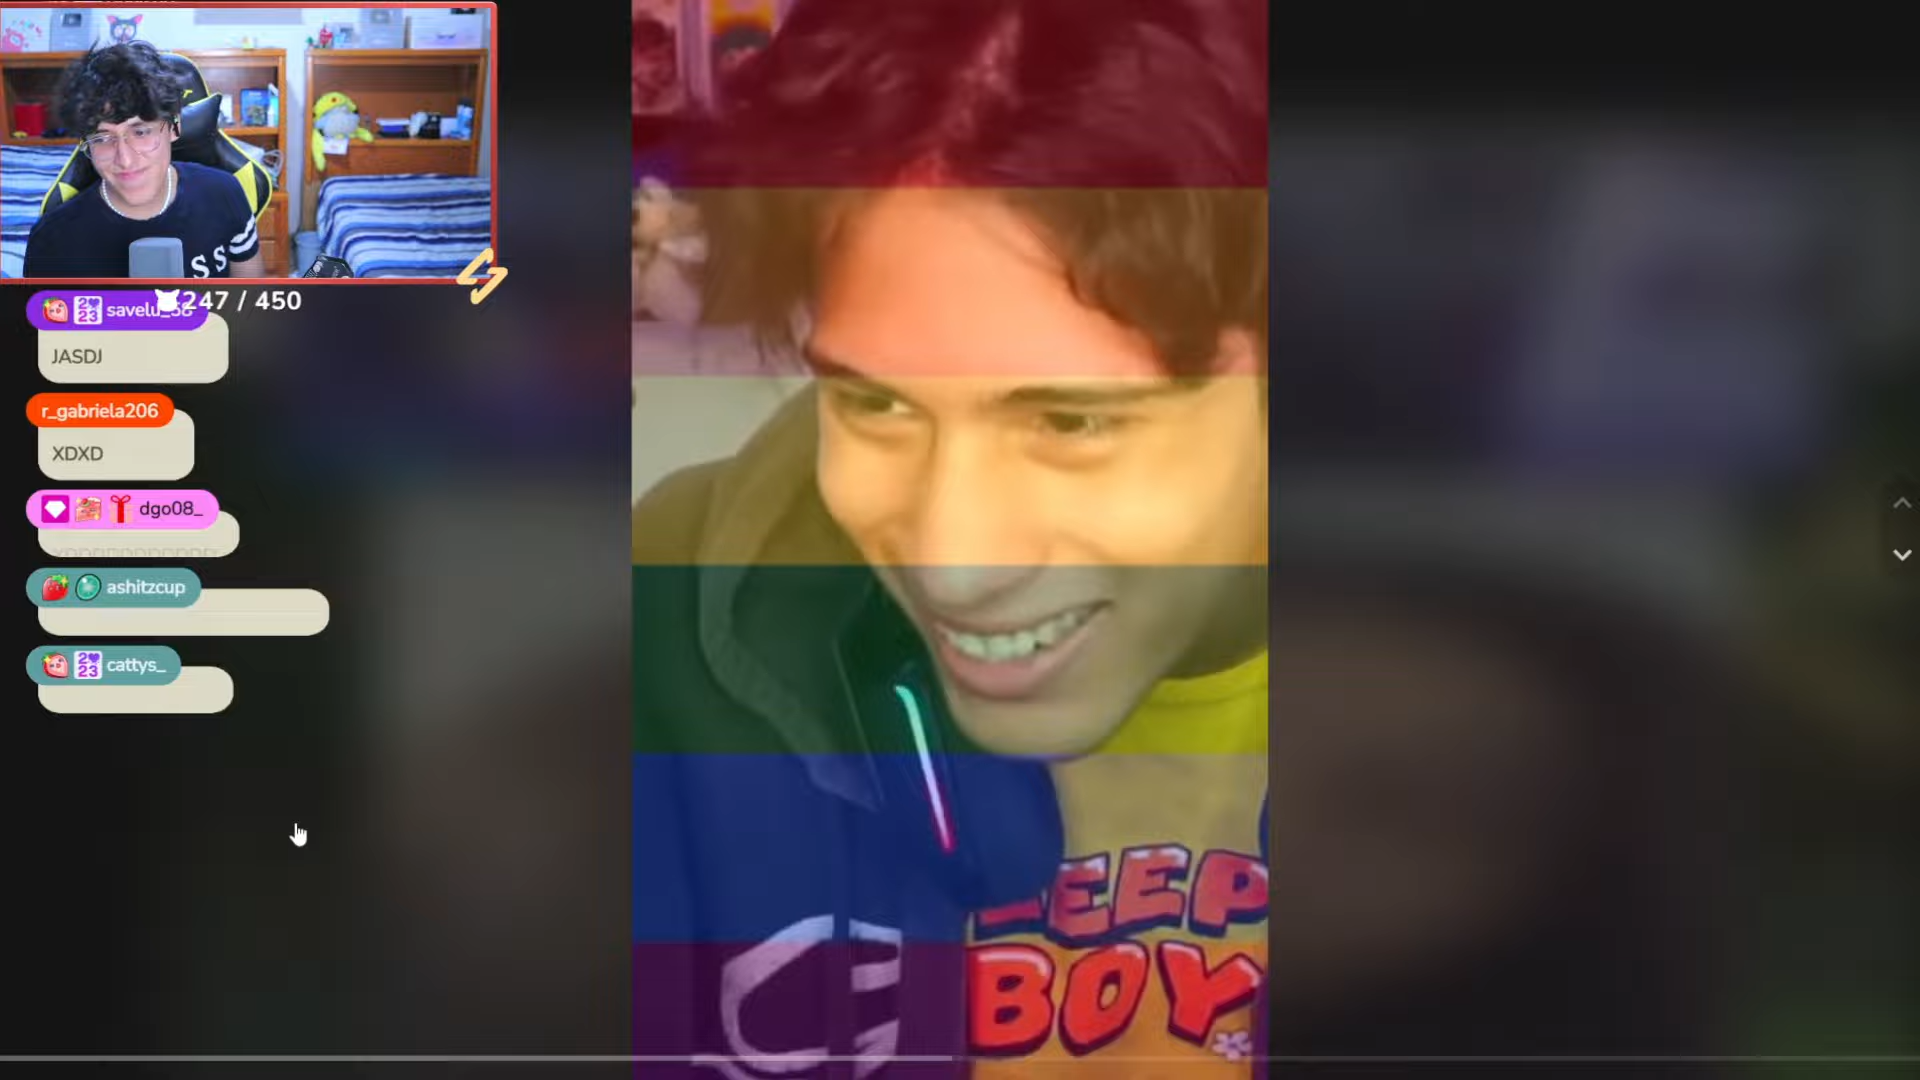 247 / 450
savelu_58
JASDJ
r_gabriela206
XDXD
dgo08_
ashitzcup
cattys_
SS
EEP
BOY